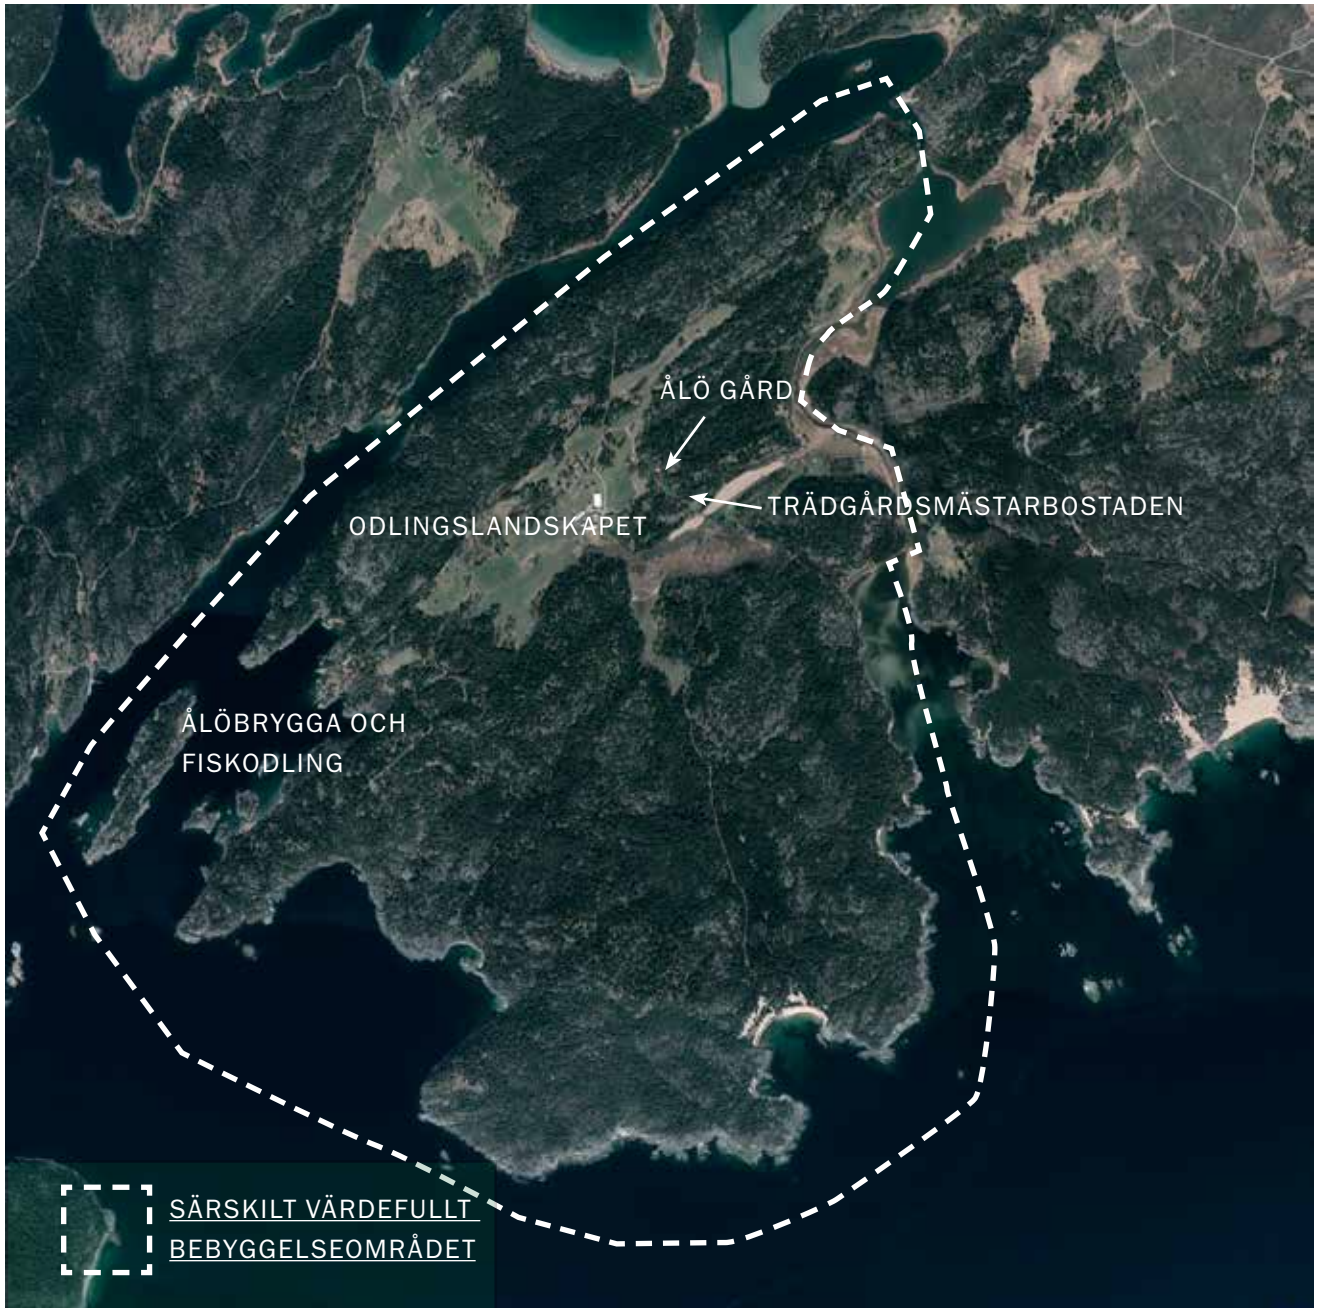 ÅLÖ GÅRD
TRÄDGÅRDSMÄSTARBOSTADEN
ODLINGSLANDSKAPET
ÅLÖBRYGGA OCH
FISKODLING
SÄRSKILT VÄRDEFULLT
BEBYGGELSEOMRÅDET